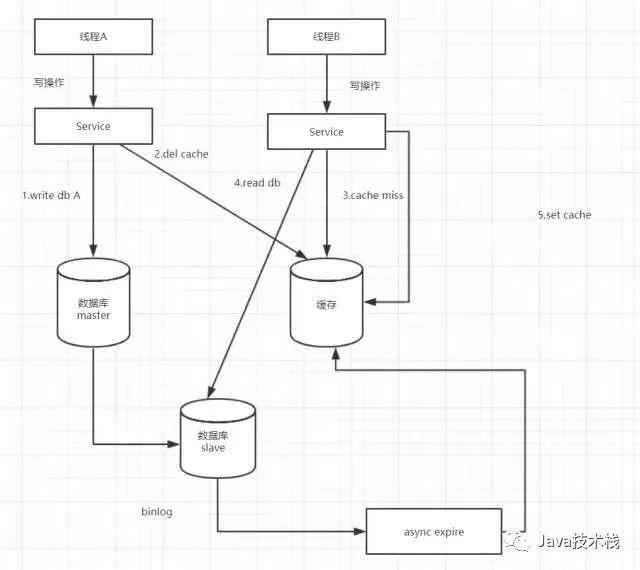 线程A
线程B
写操作
写操作
Service
Service
2.del cache
4.read db
1.write db A
3.cache miss
5.set cache
数据库
master
缓存
数据库
slave
binlog
async expire
Java技术栈